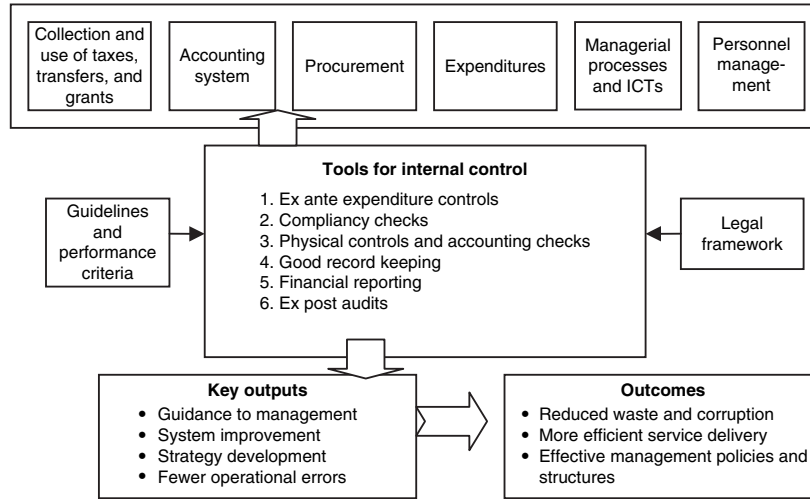 Collection and
use of taxes,
transfers, and
grants
Accounting
system
Procurement
Expenditures
Managerial
processes
and ICTs
Personnel
manage-
ment
Tools for internal control
1. Ex ante expenditure controls
2. Compliancy checks
3. Physical controls and accounting checks
4. Good record keeping
5. Financial reporting
6. Ex post audits
Guidelines
and
performance
criteria
Legal
framework
Key outputs
• Guidance to management
• System improvement
• Strategy development
• Fewer operational errors
Outcomes
• Reduced waste and corruption
• More efficient service delivery
• Effective management policies and
structures